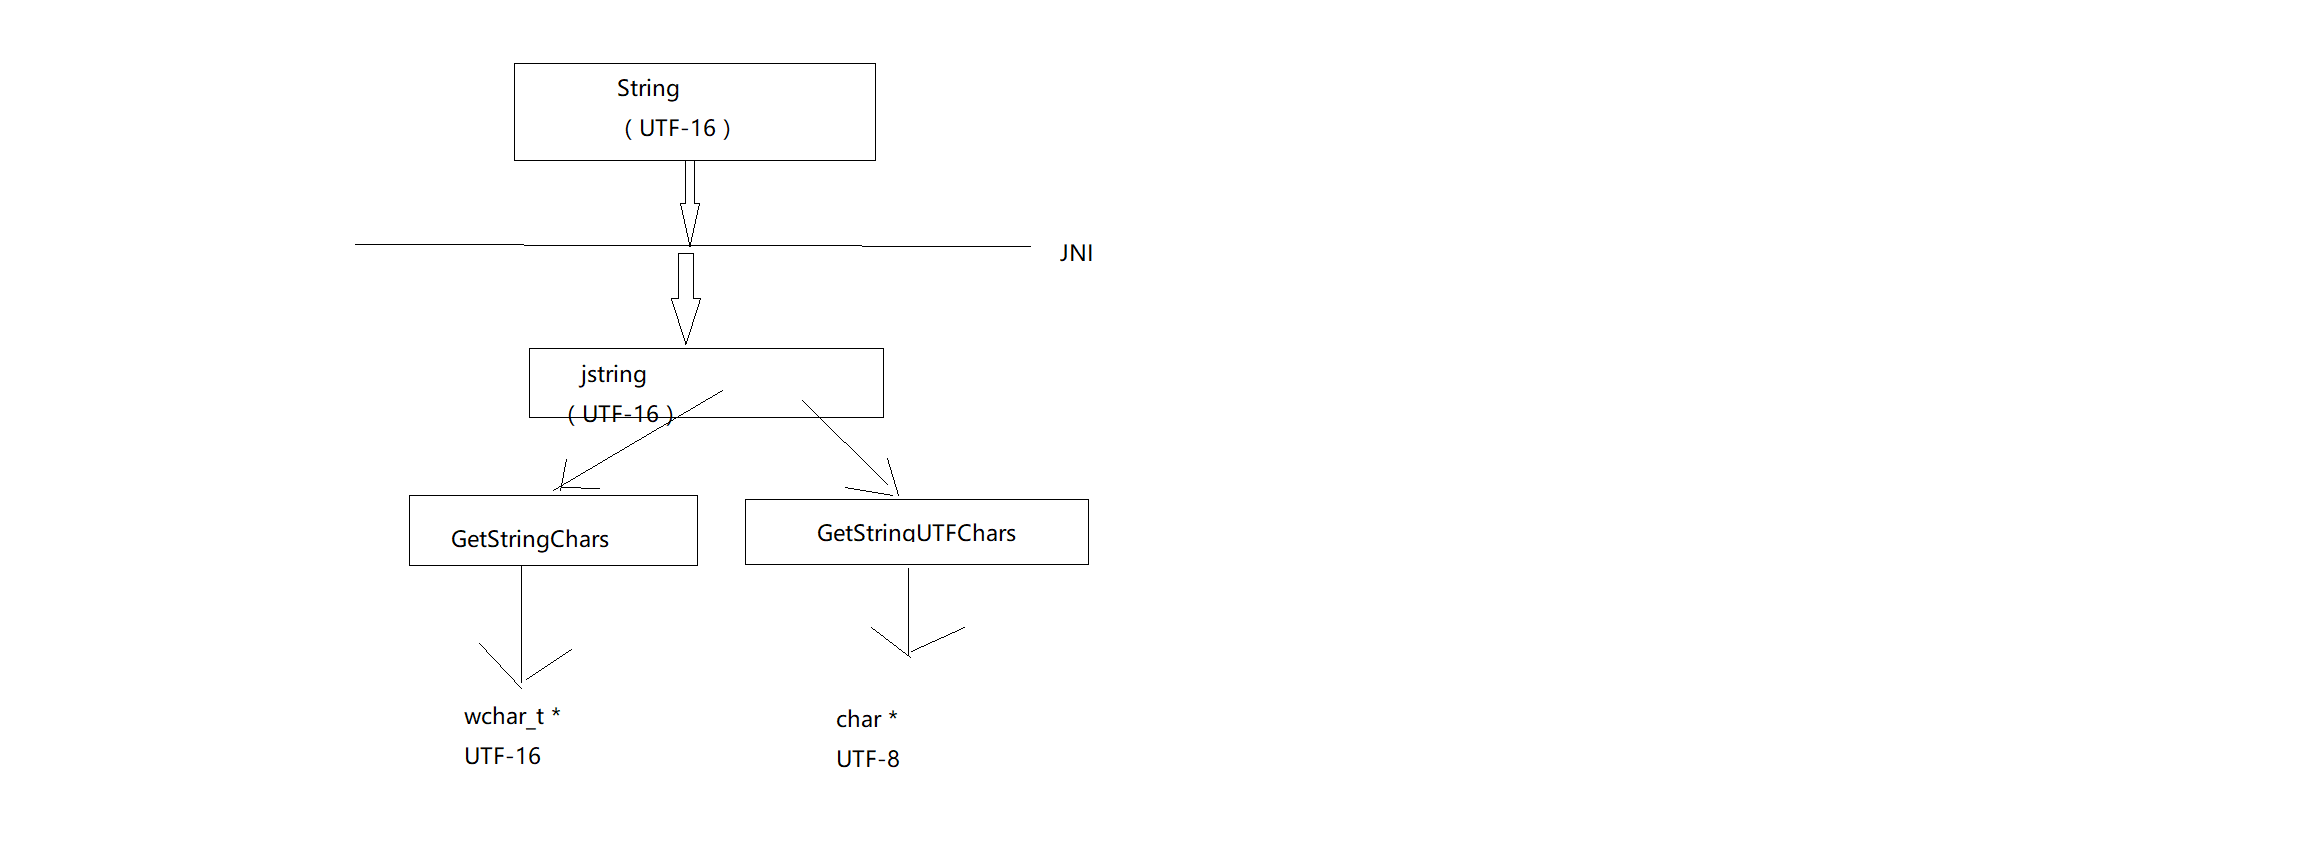 String
( UTF-16 )
JNI
jstring
( UTF-16 )
GetStringChars
GetStringUTFChars
wchar_t *
UTF-16
char *
UTF-8